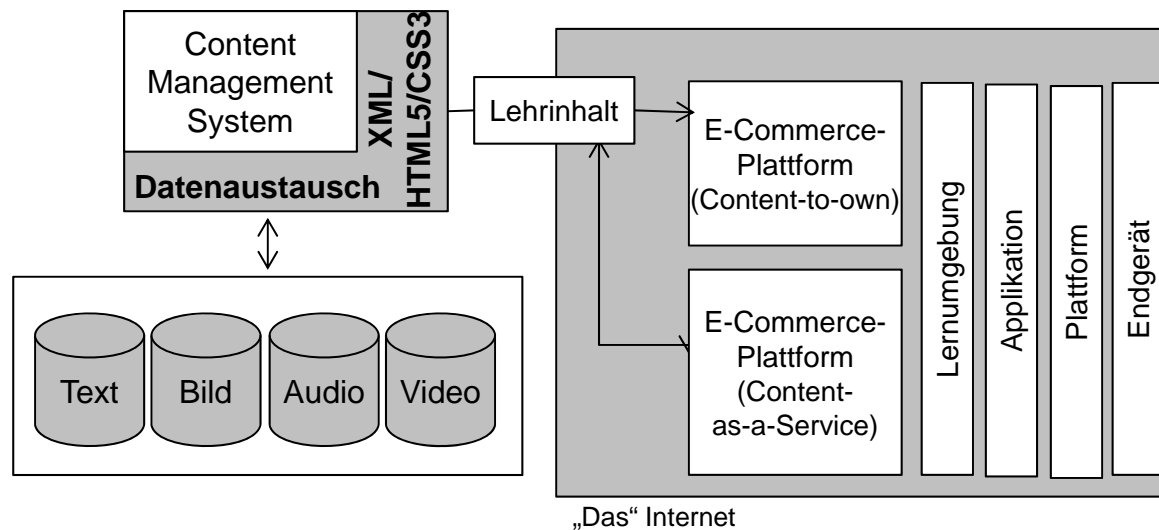 Content
Management
System
XML/
HTML5/CSS3
Datenaustausch
Text
Bild
Audio
Video
Lehrinhalt
E-Commerce-
Plattform
(Content-to-own)
E-Commerce-
Plattform
(Content-
as-a-Service)
Lernumgebung
Applikation
Plattform
Endgerät
„Das“ Internet